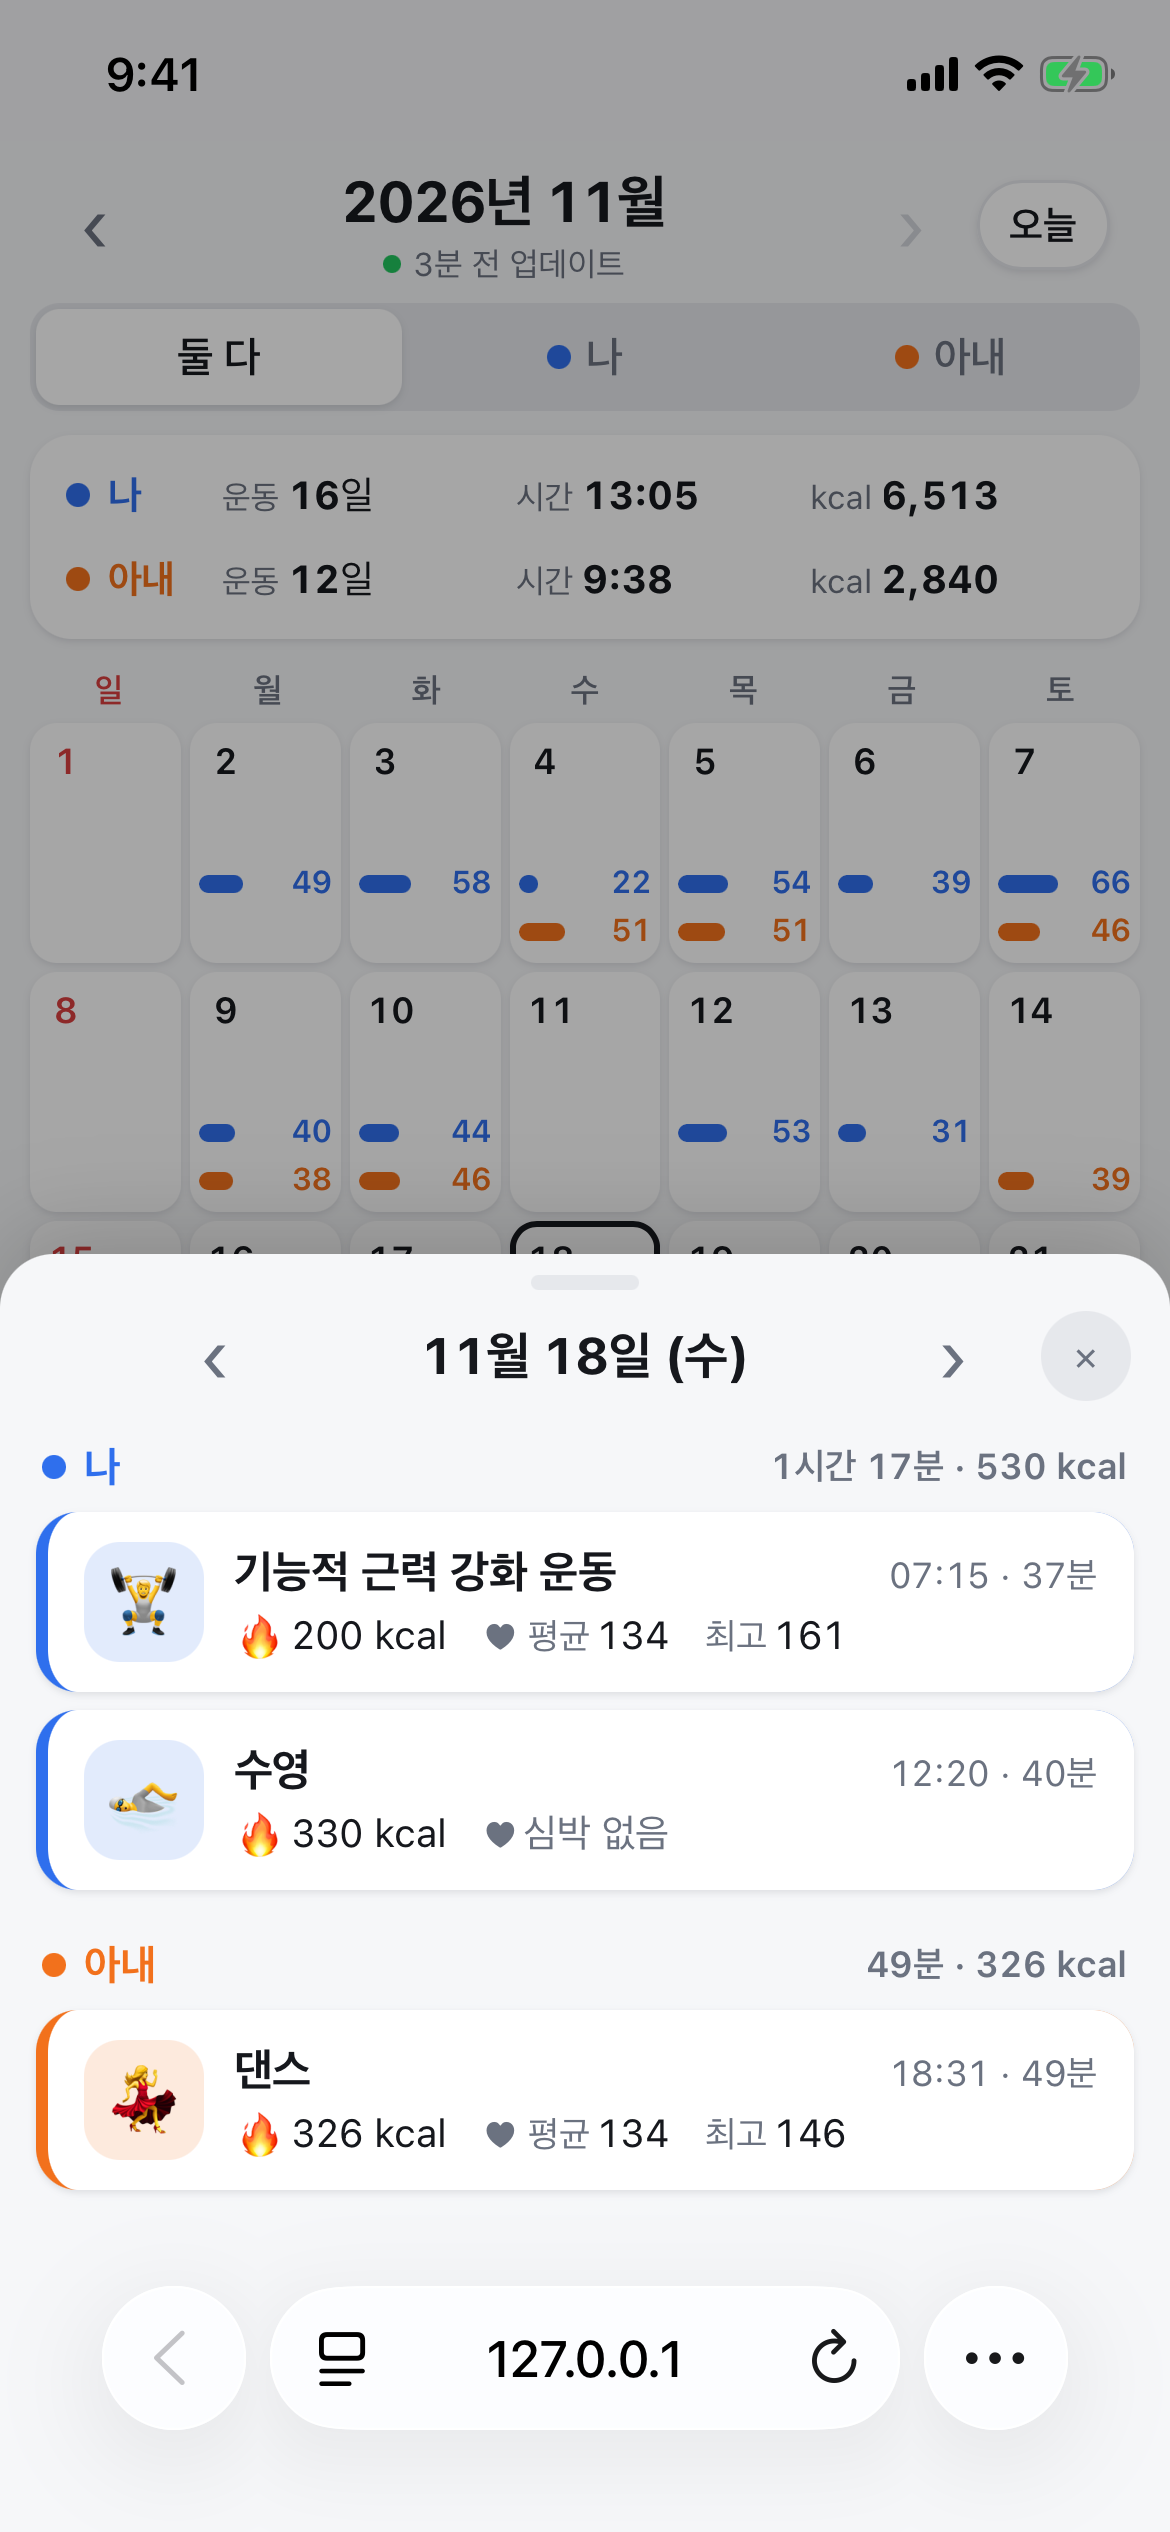 9:41
2026년 11월
3분 전 업데이트
오늘
둘 다
나
아내
나 운동 16일 시간 13:05 kcal 6,513
아내 운동 12일 시간 9:38 kcal 2,840
일 월 화 수 목 금 토
1 2 3 4 5 6 7
49 58 22 54 39 66
51 51 46
8 9 10 11 12 13 14
40 44 53 31
38 46 39
15 16 17 18 19 20 21
11월 18일 (수)
×
나 1시간 17분 · 530 kcal
기능적 근력 강화 운동 07:15 · 37분
200 kcal 평균 134 최고 161
수영 12:20 · 40분
330 kcal 심박 없음
아내 49분 · 326 kcal
댄스 18:31 · 49분
326 kcal 평균 134 최고 146
127.0.0.1